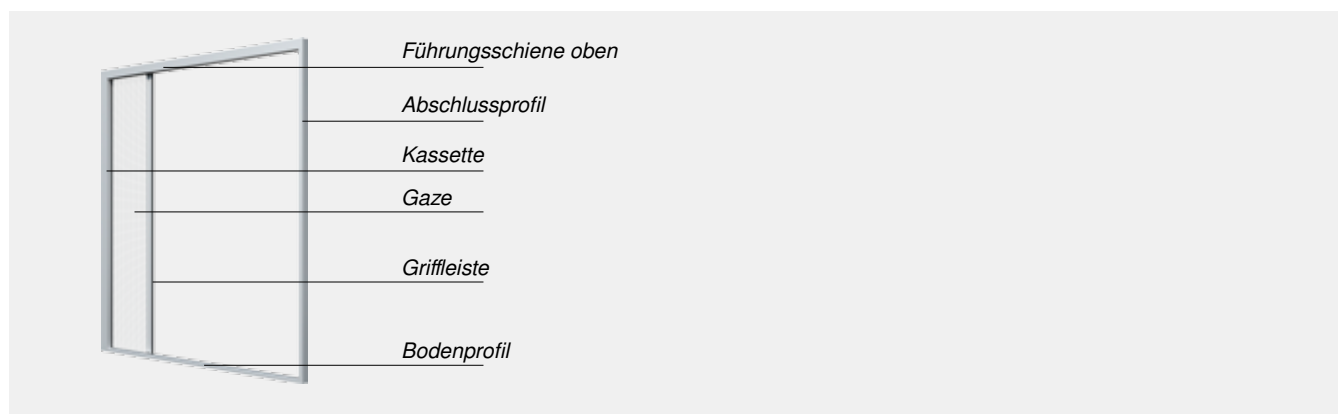 Führungsschiene oben
Abschlussprofil
Kassette
Gaze
Griffleiste
Bodenprofil